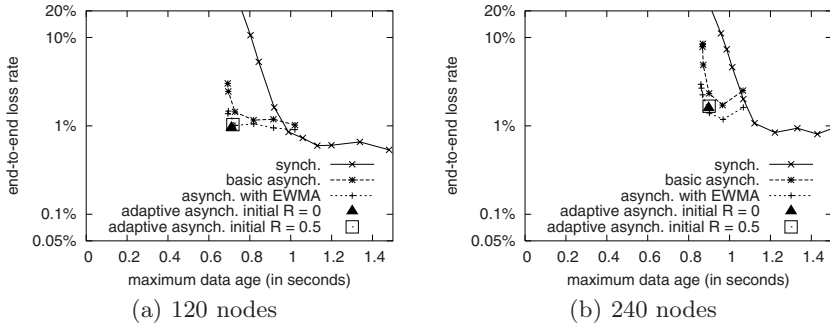 20%
10%
1%
0.1%
0.05%
end-to-end loss rate
synch.
basic asynch.
asynch. with EWMA
adaptive asynch. initial R = 0
adaptive asynch. initial R = 0.5
0 0.2 0.4 0.6 0.8 1 1.2 1.4
maximum data age (in seconds)
(a) 120 nodes
20%
10%
1%
0.1%
0.05%
end-to-end loss rate
synch.
basic asynch.
asynch. with EWMA
adaptive asynch. initial R = 0
adaptive asynch. initial R = 0.5
0 0.2 0.4 0.6 0.8 1 1.2 1.4
maximum data age (in seconds)
(b) 240 nodes